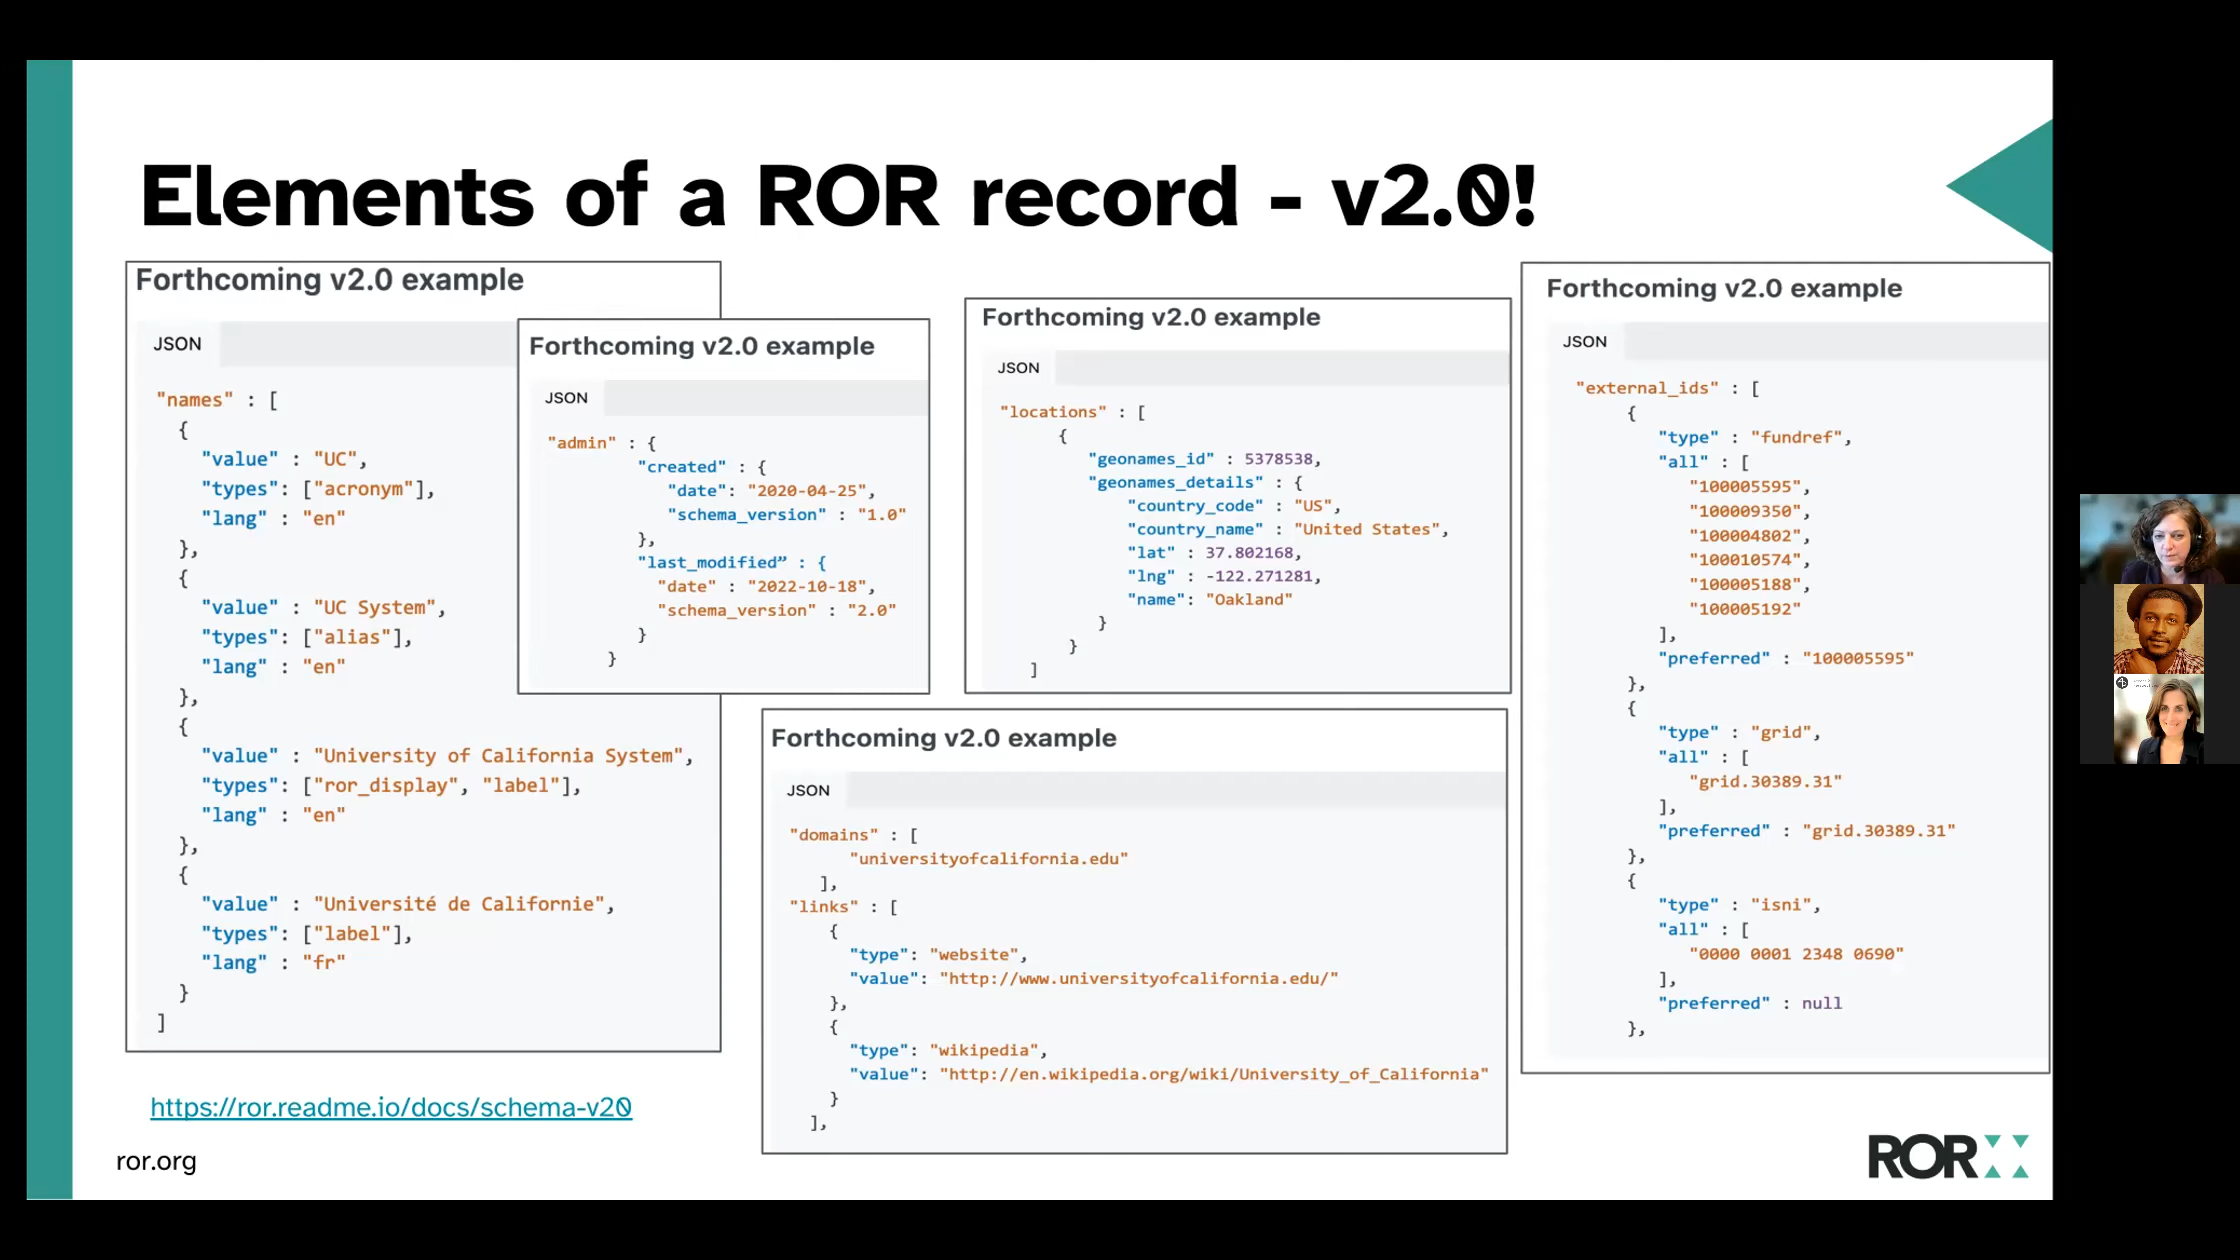 Elements of a ROR record - v2.0!
Forthcoming v2.0 example
JSON
"names" : [
{
"value" : "UC",
"types": ["acronym"],
"lang" : "en"
},
{
"value" : "UC System",
"types": ["alias"],
"lang" : "en"
},
{
"value" : "University of California System",
"types": ["ror_display", "label"],
"lang" : "en"
},
{
"value" : "Université de Californie",
"types": ["label"],
"lang" : "fr"
}
]
Forthcoming v2.0 example
JSON
"admin" : {
"created" : {
"date": "2020-04-25",
"schema_version" : "1.0"
},
"last_modified” : {
"date" : "2022-10-18",
"schema_version" : "2.0"
}
}
Forthcoming v2.0 example
JSON
"locations" : [
{
"geonames_id" : 5378538,
"geonames_details" : {
"country_code" : "US",
"country_name" : "United States",
"lat" : 37.802168,
"lng" : -122.271281,
"name": "Oakland"
}
}
]
Forthcoming v2.0 example
JSON
"domains" : [
"universityofcalifornia.edu"
],
"links" : [
{
"type": "website",
"value": "http://www.universityofcalifornia.edu/"
},
{
"type": "wikipedia",
"value": "http://en.wikipedia.org/wiki/University_of_California"
}
],
Forthcoming v2.0 example
JSON
"external_ids" : [
{
"type" : "fundref",
"all" : [
"100005595",
"100009350",
"100004802",
"100010574",
"100005188",
"100005192"
],
"preferred" : "100005595"
},
{
"type" : "grid",
"all" : [
"grid.30389.31"
],
"preferred" : "grid.30389.31"
},
{
"type" : "isni",
"all" : [
"0000 0001 2348 0690"
],
"preferred" : null
},
https://ror.readme.io/docs/schema-v20
ror.org
ROR